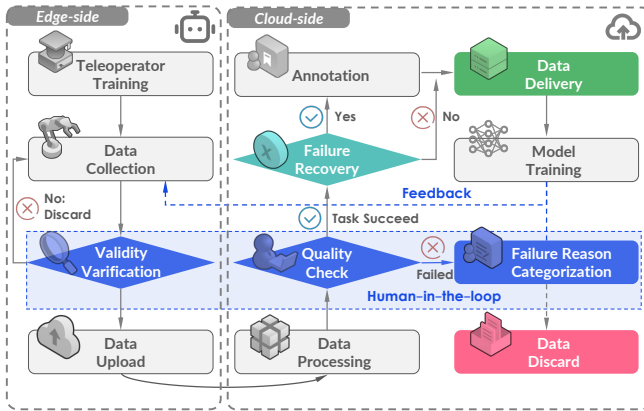 Edge-side
Cloud-side
Teleoperator
Training
Annotation
Data
Delivery
Yes
No
Data
Collection
Failure
Recovery
Model
Training
No:
Discard
Feedback
Task Succeed
Validity
Varification
Quality
Check
Failed
Failure Reason
Categorization
Human-in-the-loop
Data
Upload
Data
Processing
Data
Discard